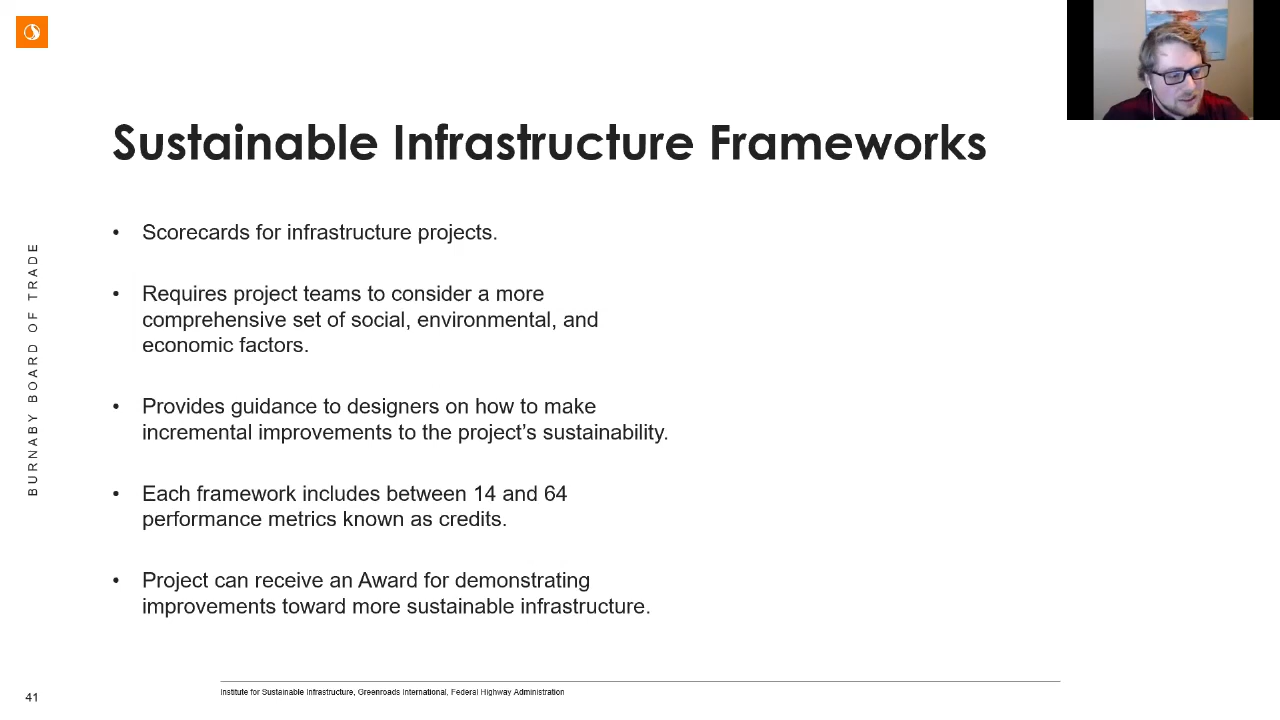 Sustainable Infrastructure Frameworks
• Scorecards for infrastructure projects.
• Requires project teams to consider a more
comprehensive set of social, environmental, and
economic factors.
• Provides guidance to designers on how to make
incremental improvements to the project’s sustainability.
• Each framework includes between 14 and 64
performance metrics known as credits.
• Project can receive an Award for demonstrating
improvements toward more sustainable infrastructure.
BURNABY BOARD OF TRADE
41
Institute for Sustainable Infrastructure, Greenroads International, Federal Highway Administration